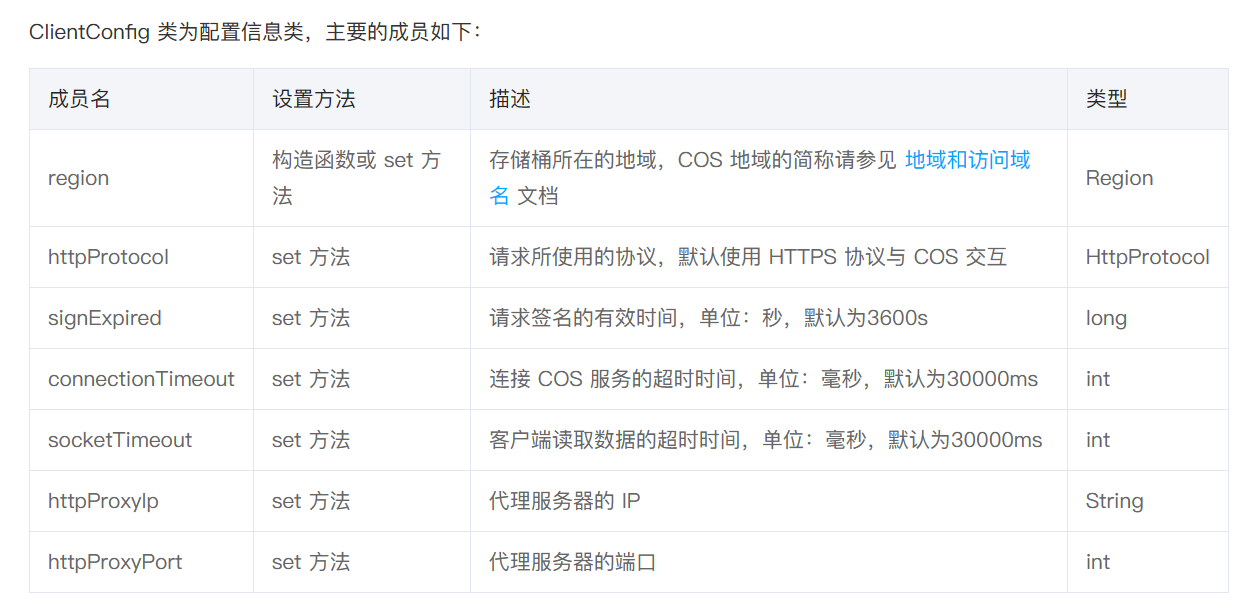 ClientConfig 类为配置信息类，主要的成员如下：
成员名 设置方法 描述 类型
region 构造函数或 set 方法 存储桶所在的地域，COS 地域的简称请参见 地域和访问域名 文档 Region
httpProtocol set 方法 请求所使用的协议，默认使用 HTTPS 协议与 COS 交互 HttpProtocol
signExpired set 方法 请求签名的有效时间，单位：秒，默认为3600s long
connectionTimeout set 方法 连接 COS 服务的超时时间，单位：毫秒，默认为30000ms int
socketTimeout set 方法 客户端读取数据的超时时间，单位：毫秒，默认为30000ms int
httpProxyIp set 方法 代理服务器的 IP String
httpProxyPort set 方法 代理服务器的端口 int